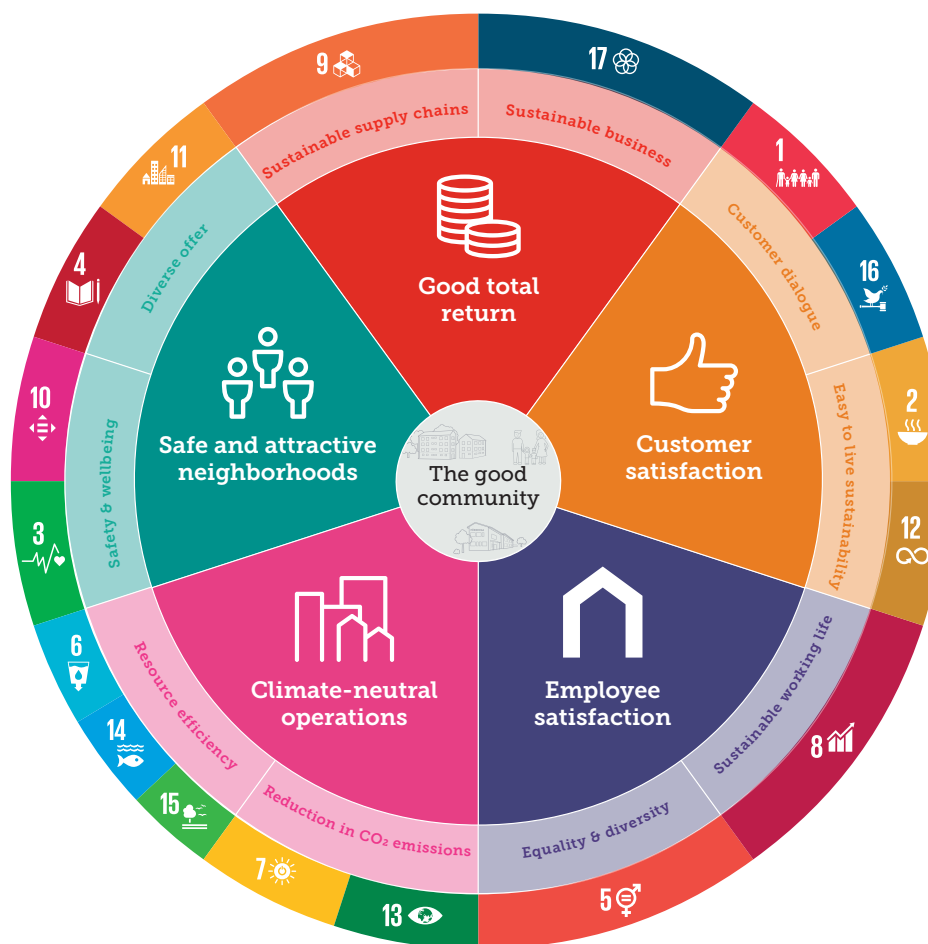 17
Sustainable business
1
16
Customer dialogue
2
12
Easy to live sustainability
8
Sustainable working life
5
Equality & diversity
13
7
Reduction in CO₂ emissions
15
14
6
Resource efficiency
3
10
Safety & wellbeing
4
11
Diverse offer
9
Sustainable supply chains
Good total
return
Customer
satisfaction
Employee
satisfaction
Climate-neutral
operations
Safe and attractive
neighborhoods
The good
community